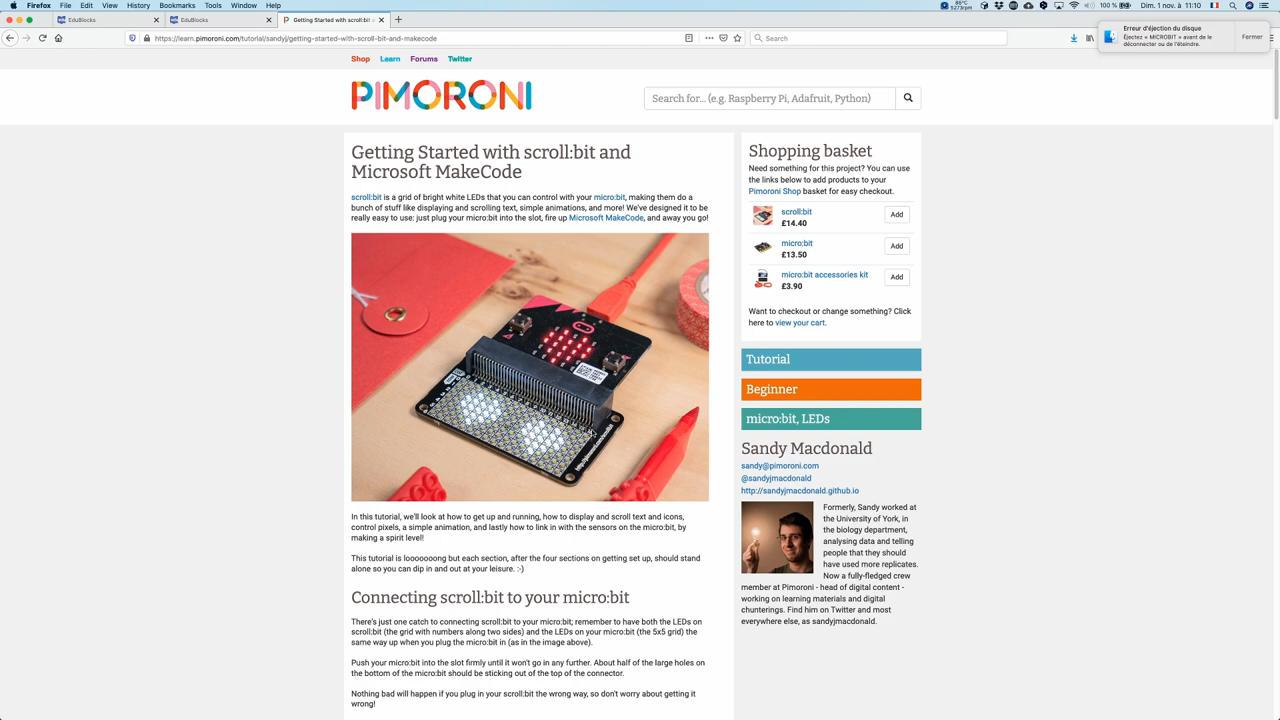 Firefox File Edit View History Bookmarks Tools Window Help
100 % Dim. 1 nov. à 11:10
EduBlocks
EduBlocks
Getting Started with scroll:bit a
https://learn.pimoroni.com/tutorial/sandyj/getting-started-with-scroll-bit-and-makecode
Search
Erreur d'éjection du disque
Éjectez « MICROBIT » avant de le déconnecter ou de l'éteindre.
Fermer
Shop Learn Forums Twitter
PIMORONI
Search for... (e.g. Raspberry Pi, Adafruit, Python)
Getting Started with scroll:bit and
Microsoft MakeCode
scroll:bit is a grid of bright white LEDs that you can control with your micro:bit, making them do a
bunch of stuff like displaying and scrolling text, simple animations, and more! We've designed it to be
really easy to use: just plug your micro:bit into the slot, fire up Microsoft MakeCode, and away you go!
In this tutorial, we'll look at how to get up and running, how to display and scroll text and icons,
control pixels, a simple animation, and lastly how to link in with the sensors on the micro:bit, by
making a spirit level!
This tutorial is looooooong but each section, after the four sections on getting set up, should stand
alone so you can dip in and out at your leisure. :-)
Connecting scroll:bit to your micro:bit
There's just one catch to connecting scroll:bit to your micro:bit; remember to have both the LEDs on
scroll:bit (the grid with numbers along two sides) and the LEDs on your micro:bit (the 5x5 grid) the
same way up when you plug the micro:bit in (as in the image above).
Push your micro:bit into the slot firmly until it won't go in any further. About half of the large holes on
the bottom of the micro:bit should be sticking out of the top of the connector.
Nothing bad will happen if you plug in your scroll:bit the wrong way, so don't worry about getting it
wrong!
Shopping basket
Need something for this project? You can
use the links below to add products to your
Pimoroni Shop basket for easy checkout.
scroll:bit
£14.40
Add
micro:bit
£13.50
Add
micro:bit accessories kit
£3.90
Add
Want to checkout or change something? Click
here to view your cart.
Tutorial
Beginner
micro:bit, LEDs
Sandy Macdonald
sandy@pimoroni.com
@sandyjmacdonald
http://sandyjmacdonald.github.io
Formerly, Sandy worked at
the University of York, in
the biology department,
analysing data and telling
people that they should
have used more replicates.
Now a fully-fledged crew
member at Pimoroni - head of digital content -
working on learning materials and digital
chunterings. Find him on Twitter and most
everywhere else, as sandyjmacdonald.